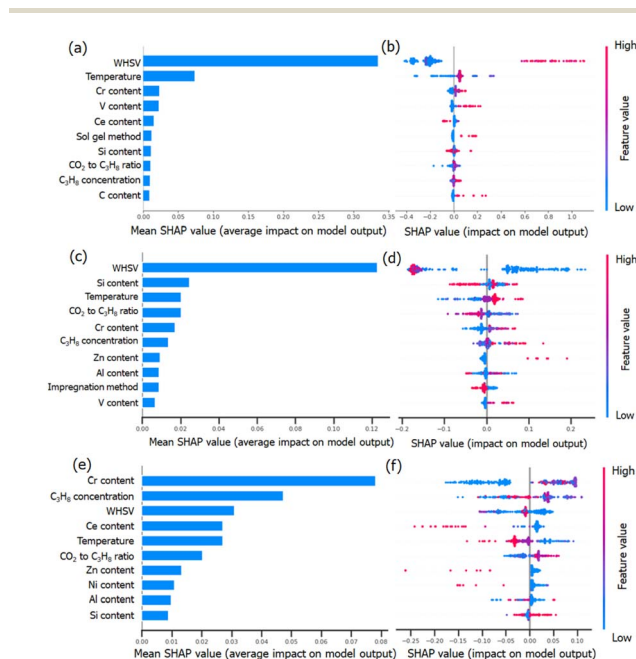 (a)
WHSV
Temperature
Cr content
V content
Ce content
Sol gel method
Si content
CO₂ to C₃H₈ ratio
C₃H₈ concentration
C content
0.00 0.05 0.10 0.15 0.20 0.25 0.30 0.35
Mean SHAP value (average impact on model output)
(b)
−0.4 −0.2 0.0 0.2 0.4 0.6 0.8 1.0
SHAP value (impact on model output)
High
Feature value
Low
(c)
WHSV
Si content
Temperature
CO₂ to C₃H₈ ratio
Cr content
C₃H₈ concentration
Zn content
Al content
Impregnation method
V content
0.00 0.02 0.04 0.06 0.08 0.10 0.12
Mean SHAP value (average impact on model output)
(d)
−0.2 −0.1 0.0 0.1 0.2
SHAP value (impact on model output)
High
Feature value
Low
(e)
Cr content
C₃H₈ concentration
WHSV
Ce content
Temperature
CO₂ to C₃H₈ ratio
Zn content
Ni content
Al content
Si content
0.00 0.01 0.02 0.03 0.04 0.05 0.06 0.07 0.08
Mean SHAP value (average impact on model output)
(f)
−0.25 −0.20 −0.15 −0.10 −0.05 0.00 0.05 0.10
SHAP value (impact on model output)
High
Feature value
Low